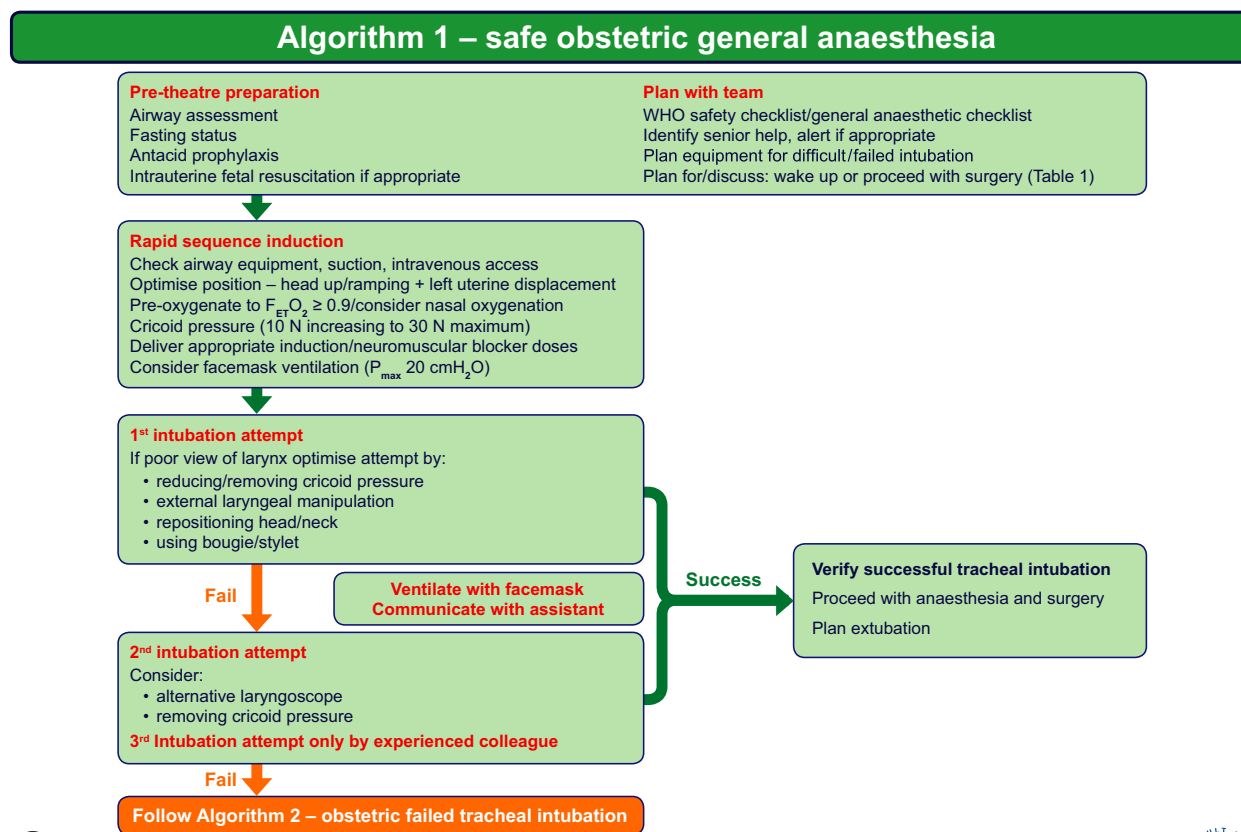 Algorithm 1 – safe obstetric general anaesthesia
Pre-theatre preparation
Airway assessment
Fasting status
Antacid prophylaxis
Intrauterine fetal resuscitation if appropriate
Plan with team
WHO safety checklist/general anaesthetic checklist
Identify senior help, alert if appropriate
Plan equipment for difficult/failed intubation
Plan for/discuss: wake up or proceed with surgery (Table 1)
Rapid sequence induction
Check airway equipment, suction, intravenous access
Optimise position – head up/ramping + left uterine displacement
Pre-oxygenate to FETO2 ≥ 0.9/consider nasal oxygenation
Cricoid pressure (10 N increasing to 30 N maximum)
Deliver appropriate induction/neuromuscular blocker doses
Consider facemask ventilation (Pmax 20 cmH2O)
1st intubation attempt
If poor view of larynx optimise attempt by:
• reducing/removing cricoid pressure
• external laryngeal manipulation
• repositioning head/neck
• using bougie/stylet
Fail
Ventilate with facemask
Communicate with assistant
Success
Verify successful tracheal intubation
Proceed with anaesthesia and surgery
Plan extubation
2nd intubation attempt
Consider:
• alternative laryngoscope
• removing cricoid pressure
3rd Intubation attempt only by experienced colleague
Fail
Follow Algorithm 2 – obstetric failed tracheal intubation